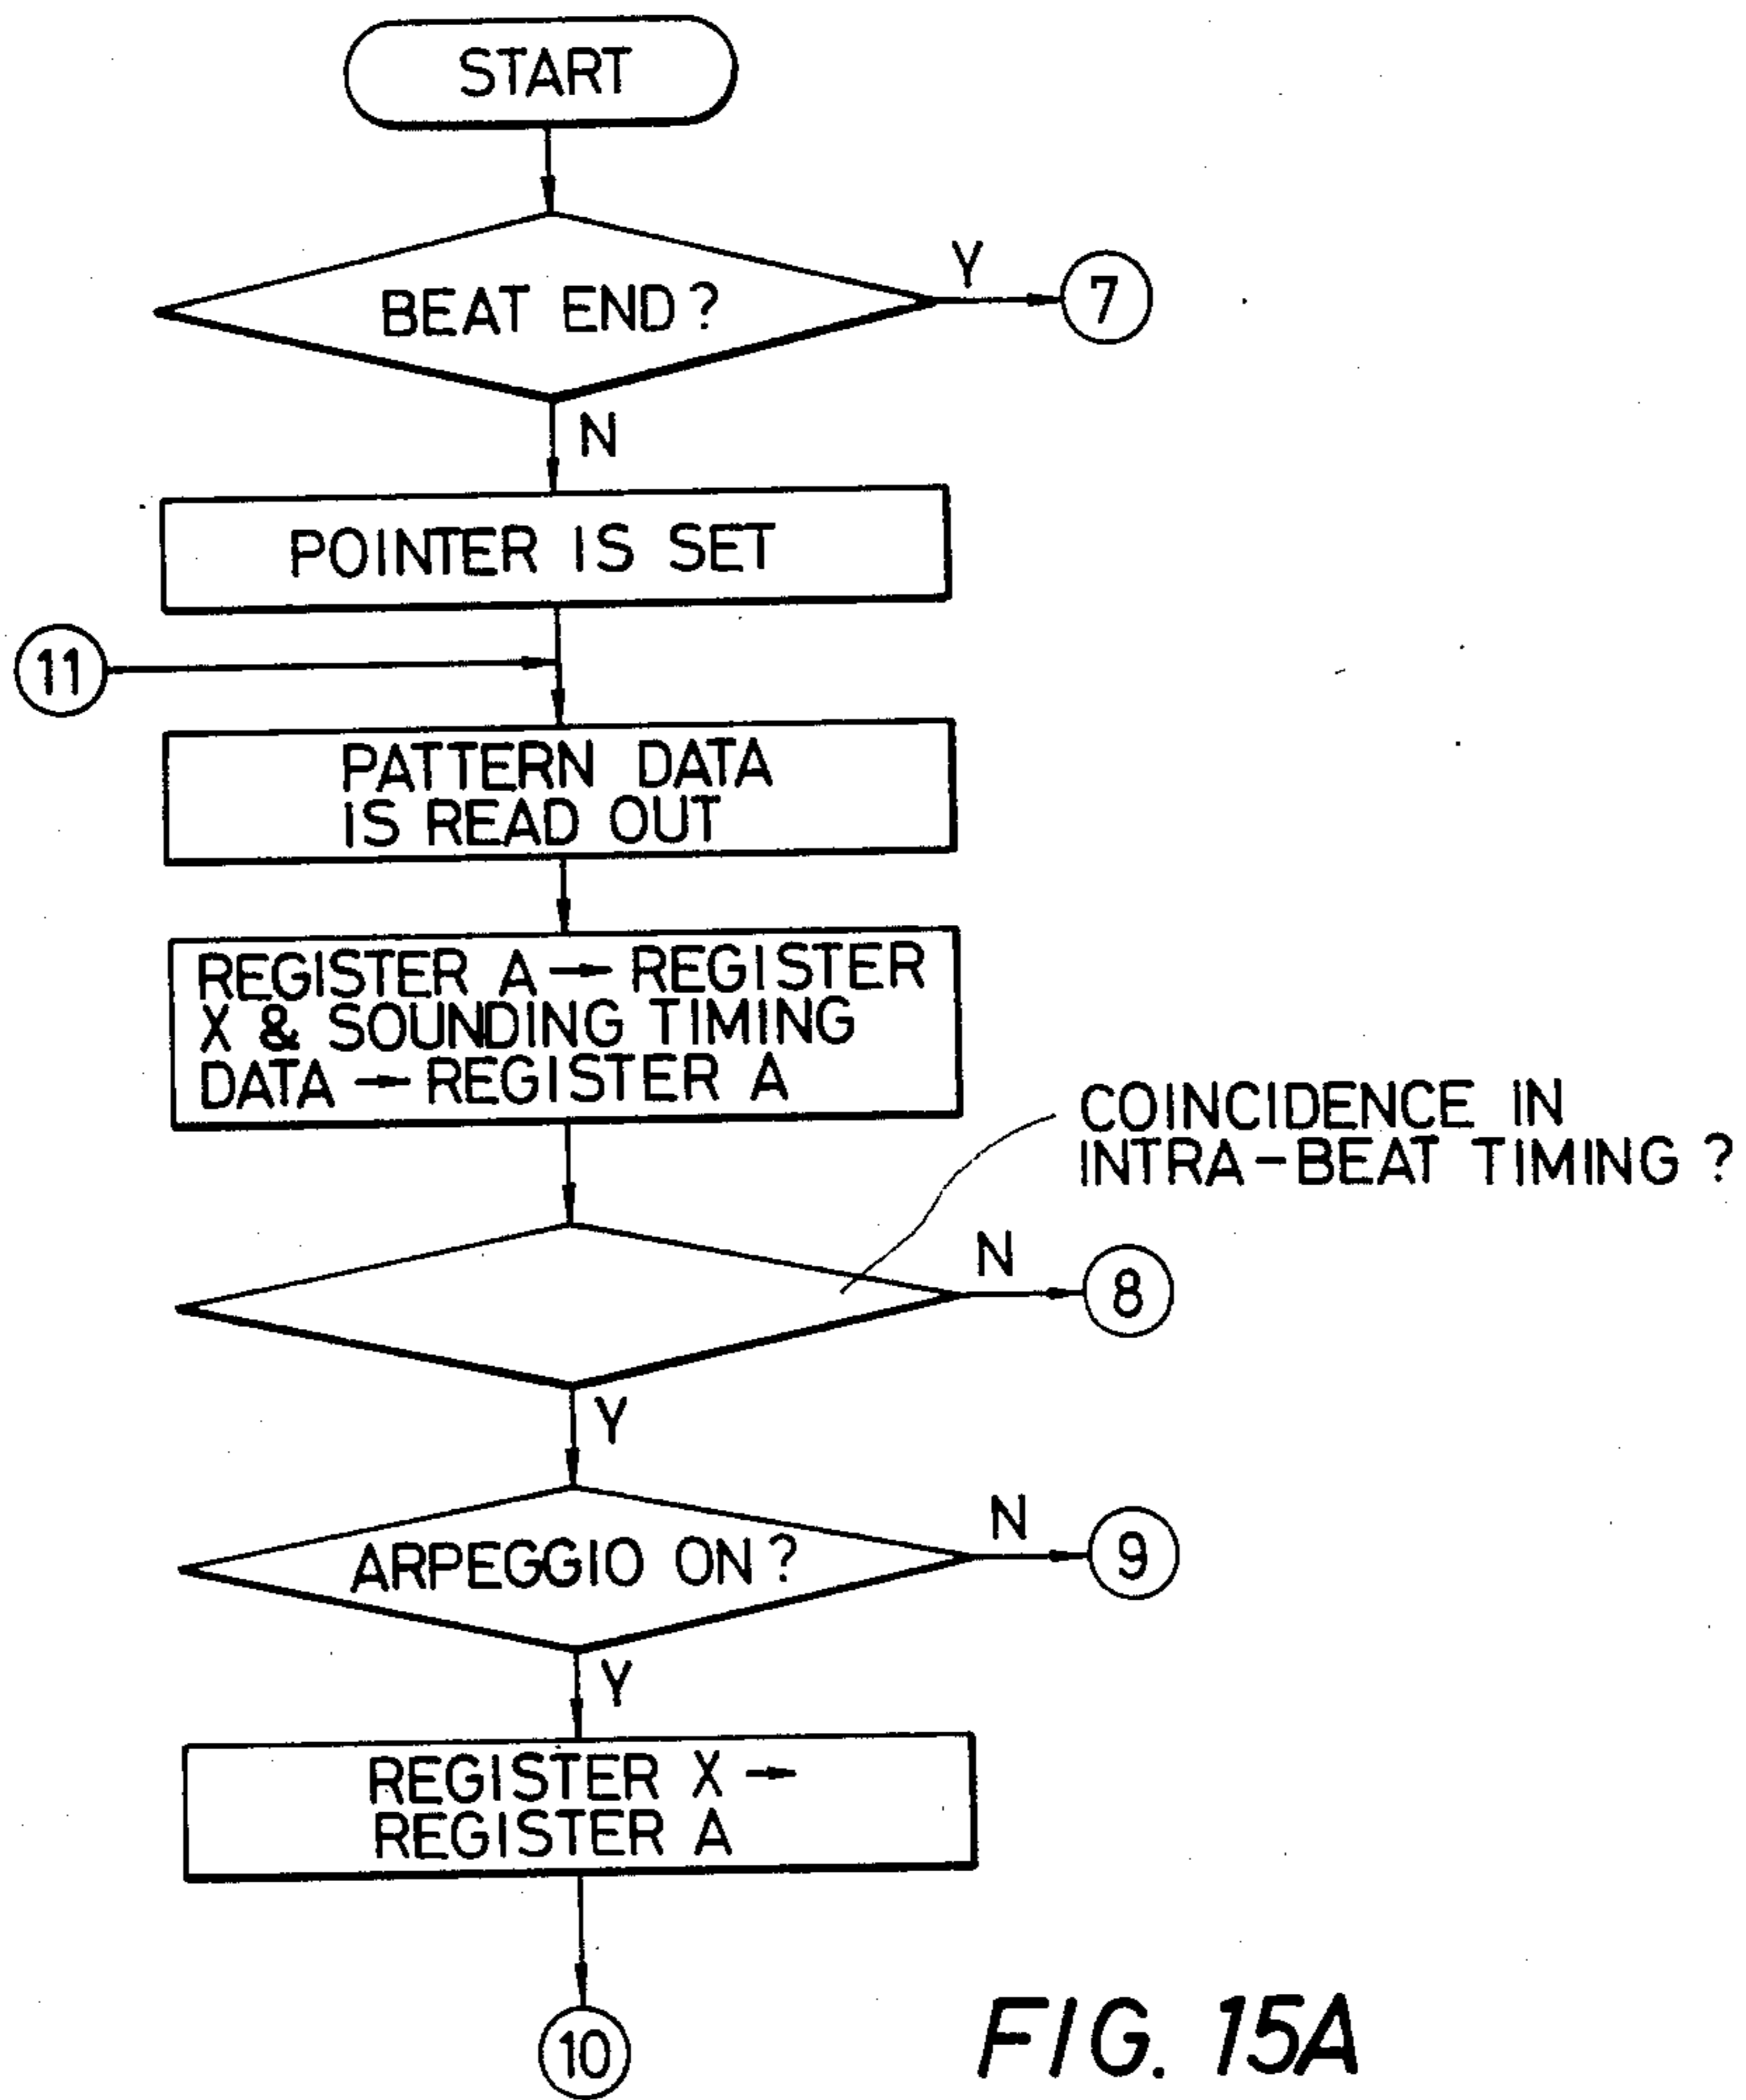 START
BEAT END?
Y
7
N
POINTER IS SET
11
PATTERN DATA
IS READ OUT
REGISTER A → REGISTER
X & SOUNDING TIMING
DATA → REGISTER A
COINCIDENCE IN
INTRA-BEAT TIMING?
N
8
Y
ARPEGGIO ON?
N
9
Y
REGISTER X →
REGISTER A
10
FIG. 15A